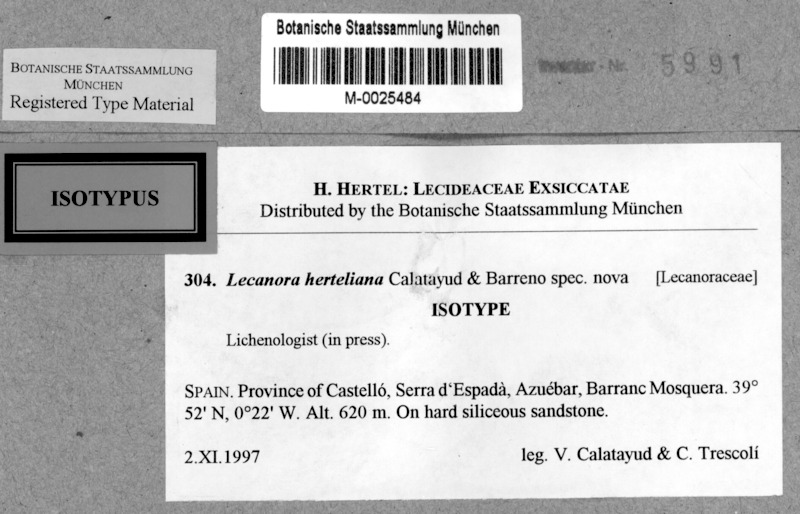 Botanische Staatssammlung München
M-0025484
Inventar - Nr. 5991
BOTANISCHE STAATSSAMMLUNG
MÜNCHEN
Registered Type Material
ISOTYPUS
H. HERTEL: LECIDEACEAE EXSICCATAE
Distributed by the Botanische Staatssammlung München
304. Lecanora herteliana Calatayud & Barreno spec. nova [Lecanoraceae]
ISOTYPE
Lichenologist (in press).
SPAIN. Province of Castelló, Serra d‘Espadà, Azuébar, Barranc Mosquera. 39°
52' N, 0°22' W. Alt. 620 m. On hard siliceous sandstone.
2.XI.1997 leg. V. Calatayud & C. Trescolí